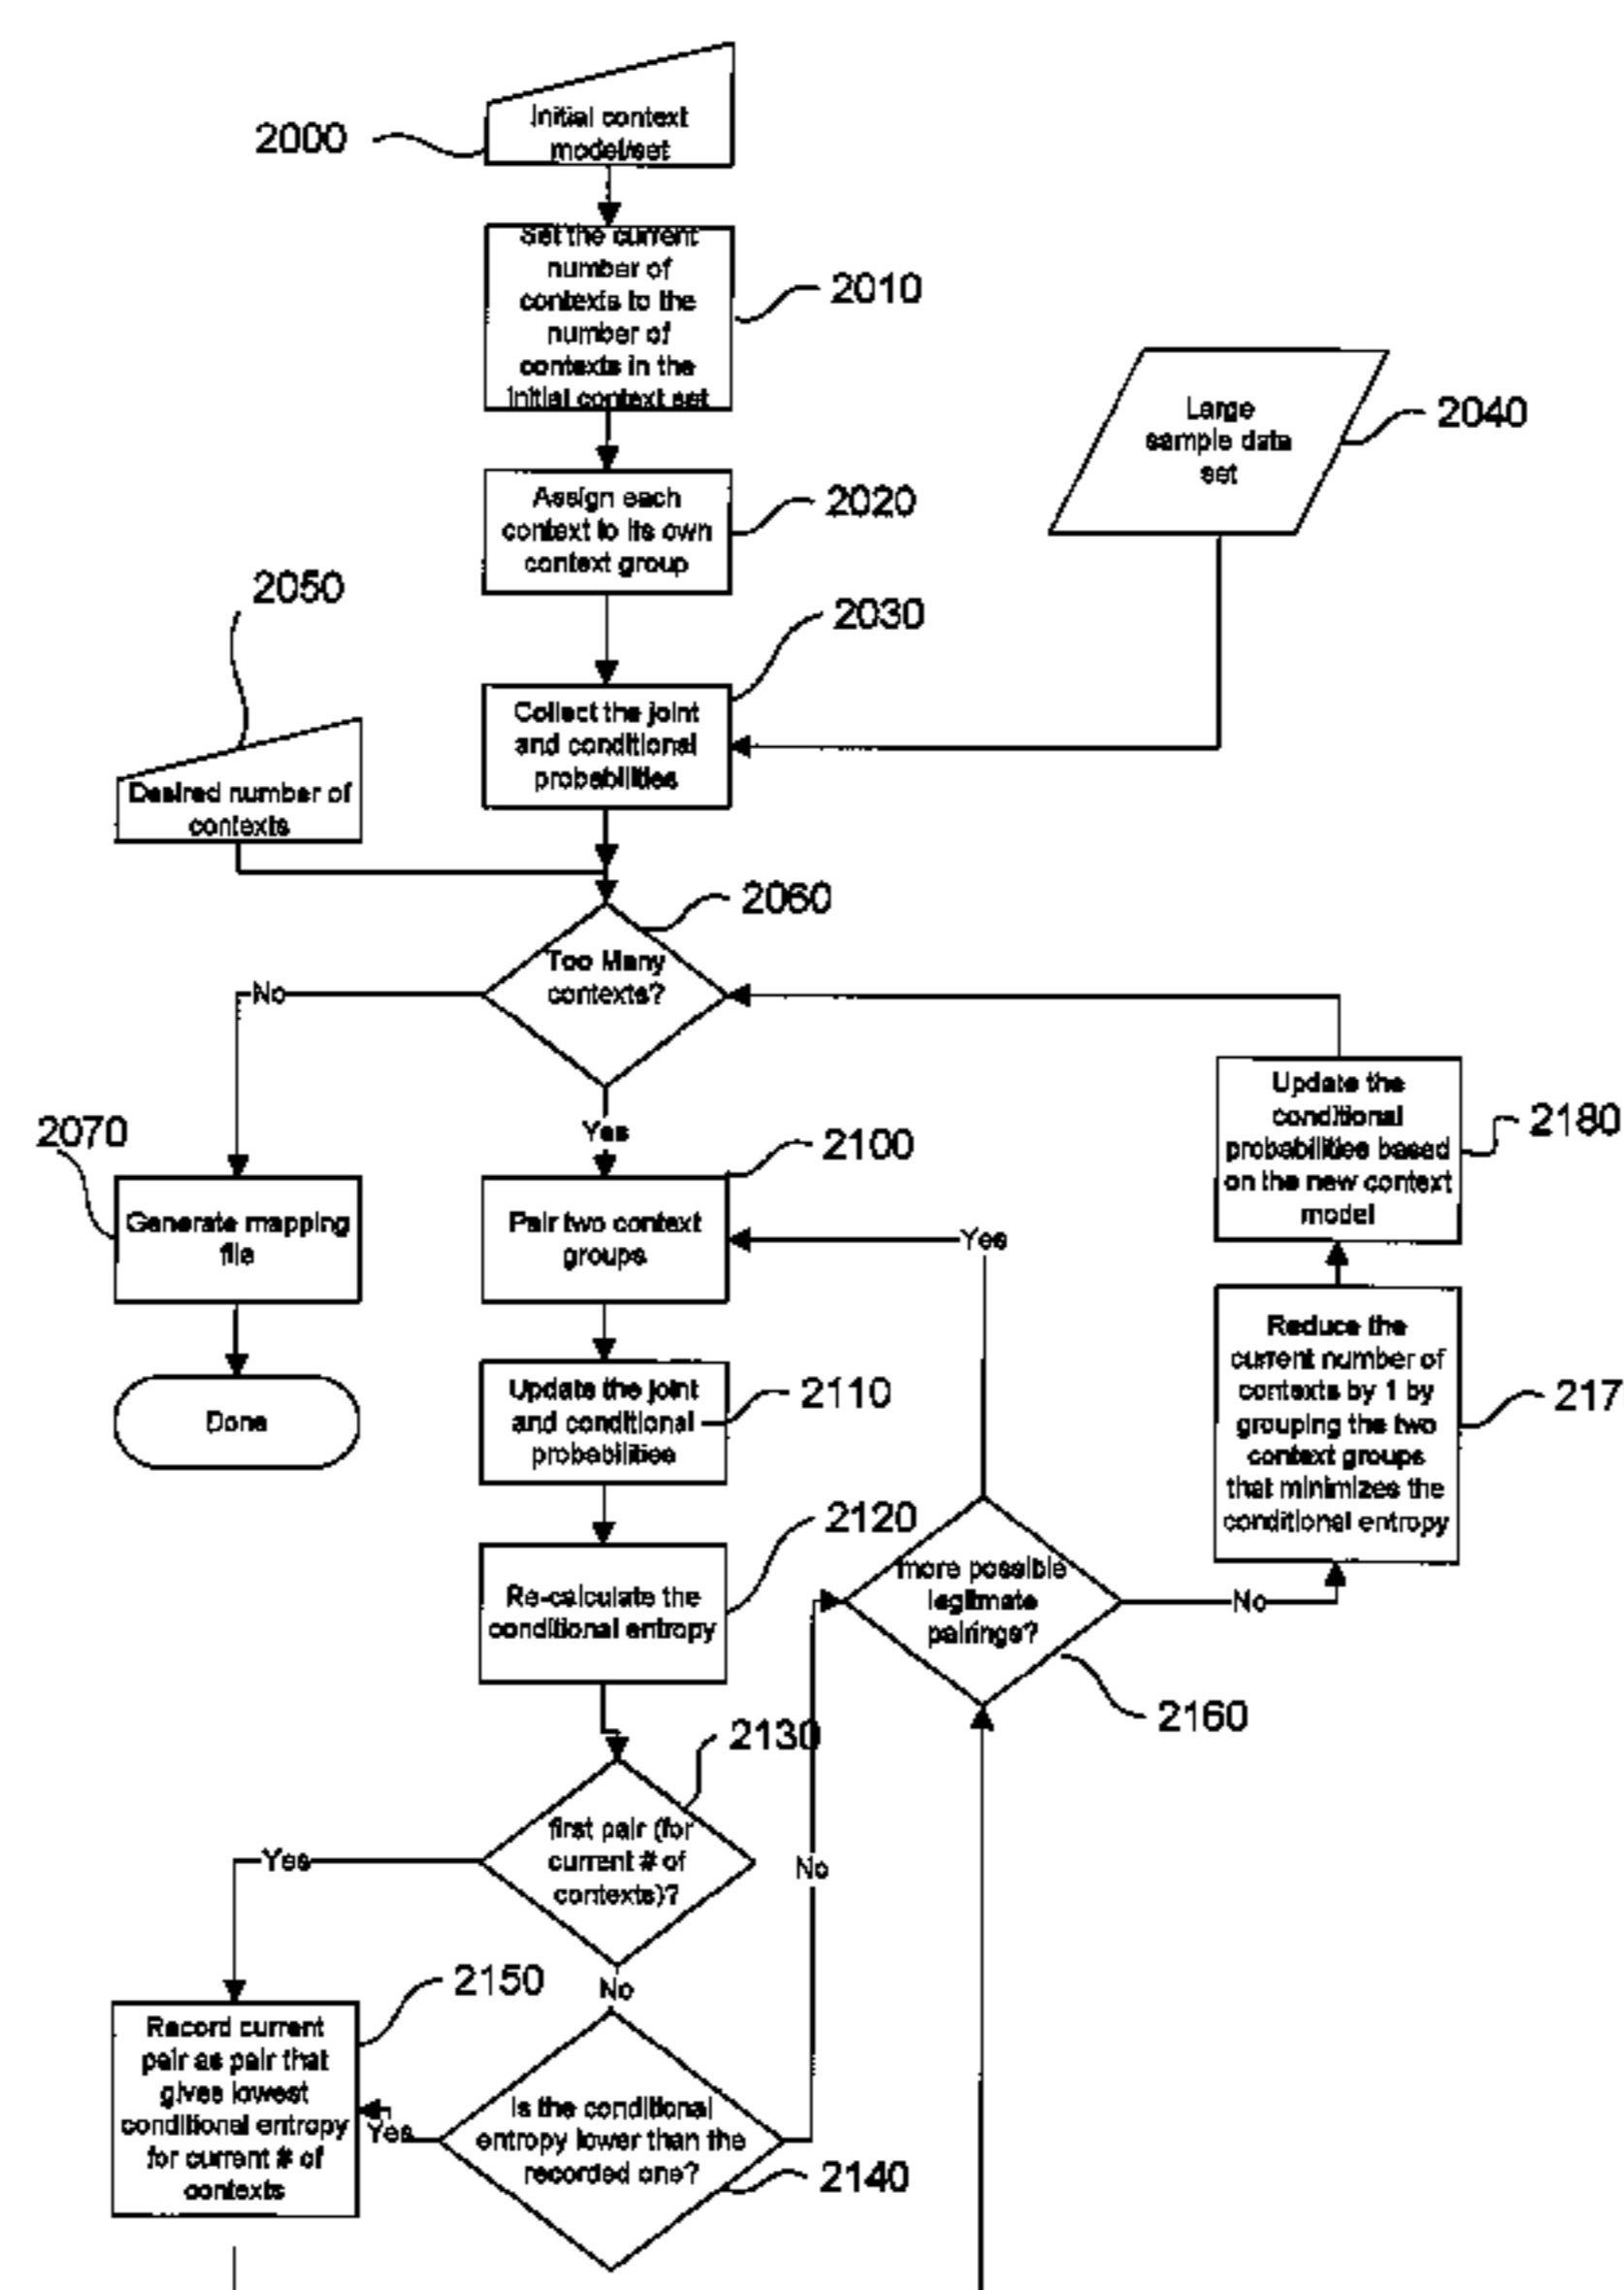 Initial context
model/set
2000
Set the current
number of
contexts to the
number of
contexts in the
initial context set
2010
Large
sample data
set
2040
Assign each
context to its own
context group
2020
2050
2030
Collect the joint
and conditional
probabilities
Desired number of
contexts
2060
Too Many
contexts?
No
Yes
Update the
conditional
probabilities based
on the new context
model
2180
2070
2100
Generate mapping
file
Pair two context
groups
Yes
Done
Update the joint
and conditional
probabilities
2110
Reduce the
current number of
contexts by 1 by
grouping the two
context groups
that minimizes the
conditional entropy
217
2120
Re-calculate the
conditional entropy
more possible
legitmate
pairings?
No
2160
2130
first pair (for
current # of
contexts)?
Yes
No
No
2150
Record current
pair as pair that
gives lowest
conditional entropy
for current # of
contexts
Yes
Is the conditional
entropy lower than the
recorded one?
2140